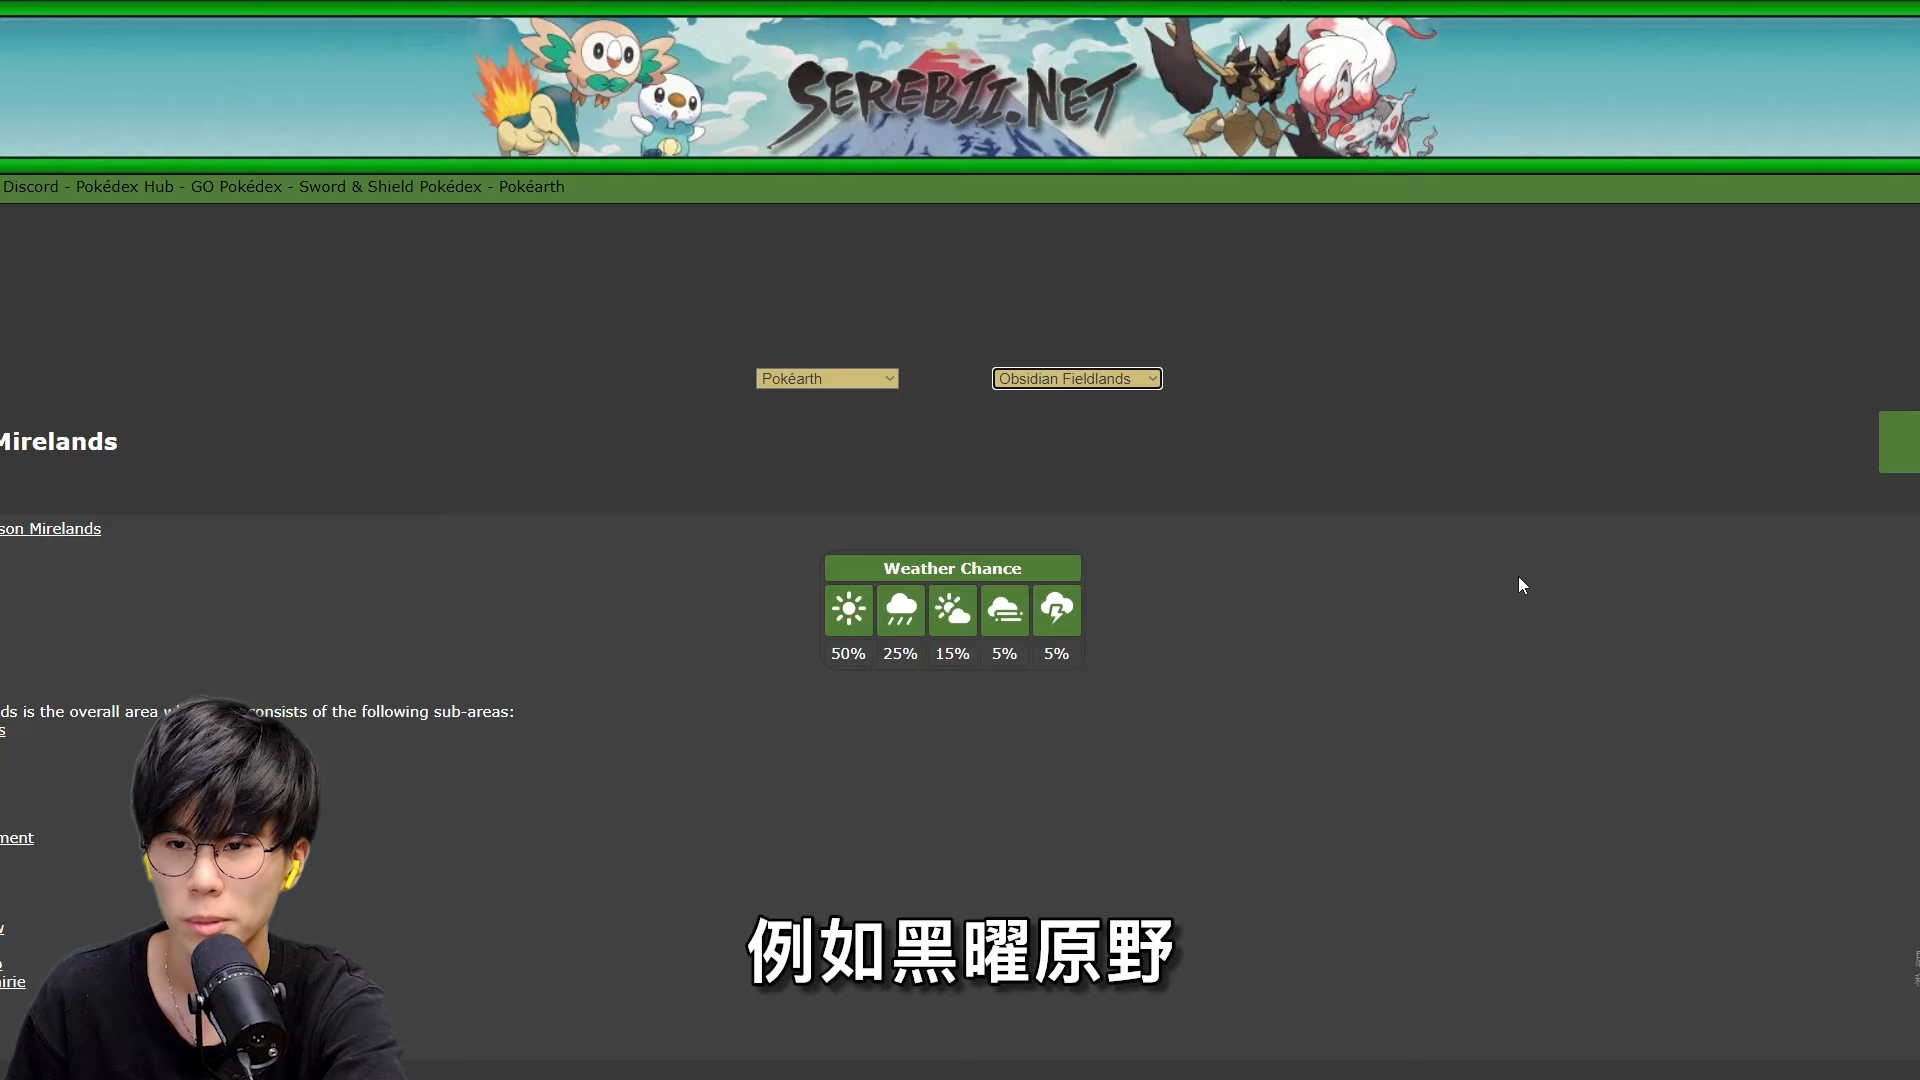 SEREBII.NET
Discord - Pokédex Hub - GO Pokédex - Sword & Shield Pokédex - Pokéarth
Pokéarth
Obsidian Fieldlands
Mirelands
son Mirelands
Weather Chance
50% 25% 15% 5% 5%
ds is the overall area consists of the following sub-areas:
s
ment
w
irie
例如黑曜原野